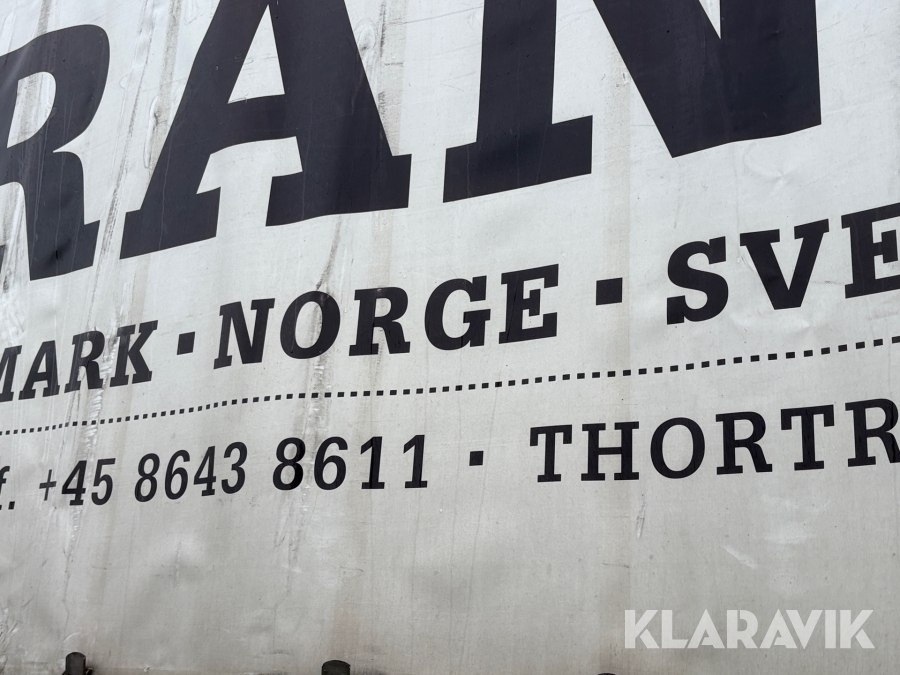 RAN
MARK · NORGE · SVE
f. +45 8643 8611 · THORTR
KLARAVIK